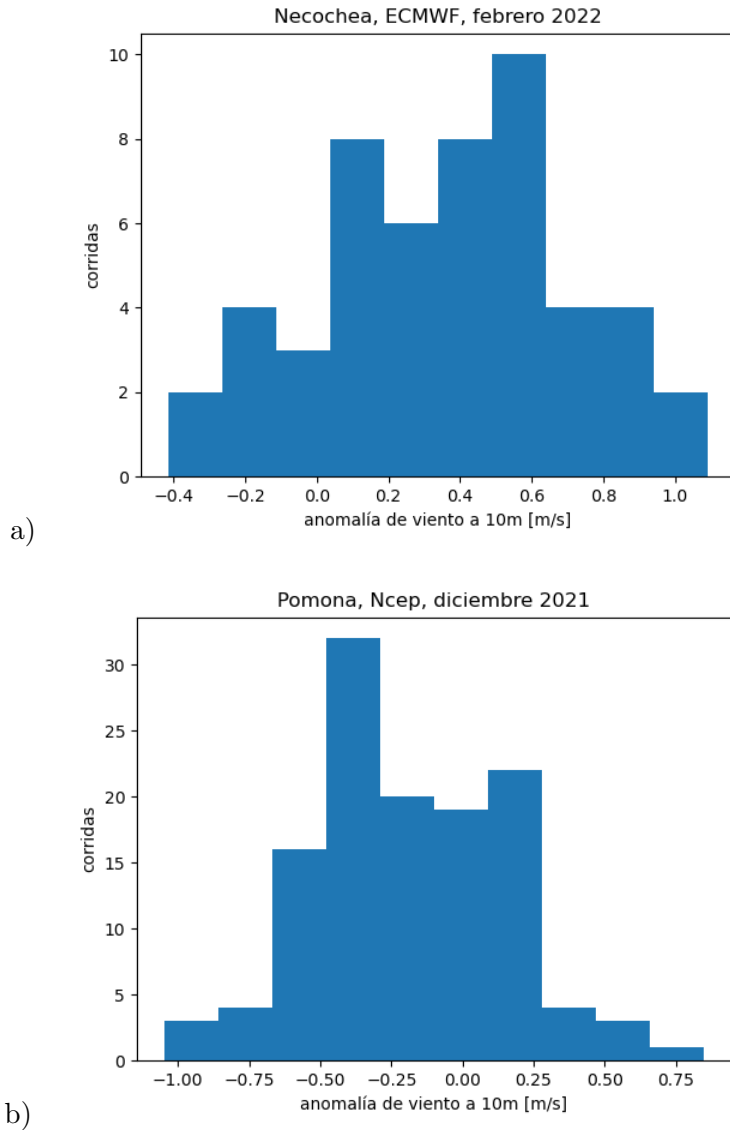 Necochea, ECMWF, febrero 2022
10
8
6
4
2
0
corridas
−0.4 −0.2 0.0 0.2 0.4 0.6 0.8 1.0
anomalía de viento a 10m [m/s]
a)
Pomona, Ncep, diciembre 2021
30
25
20
15
10
5
0
corridas
−1.00 −0.75 −0.50 −0.25 0.00 0.25 0.50 0.75
anomalía de viento a 10m [m/s]
b)